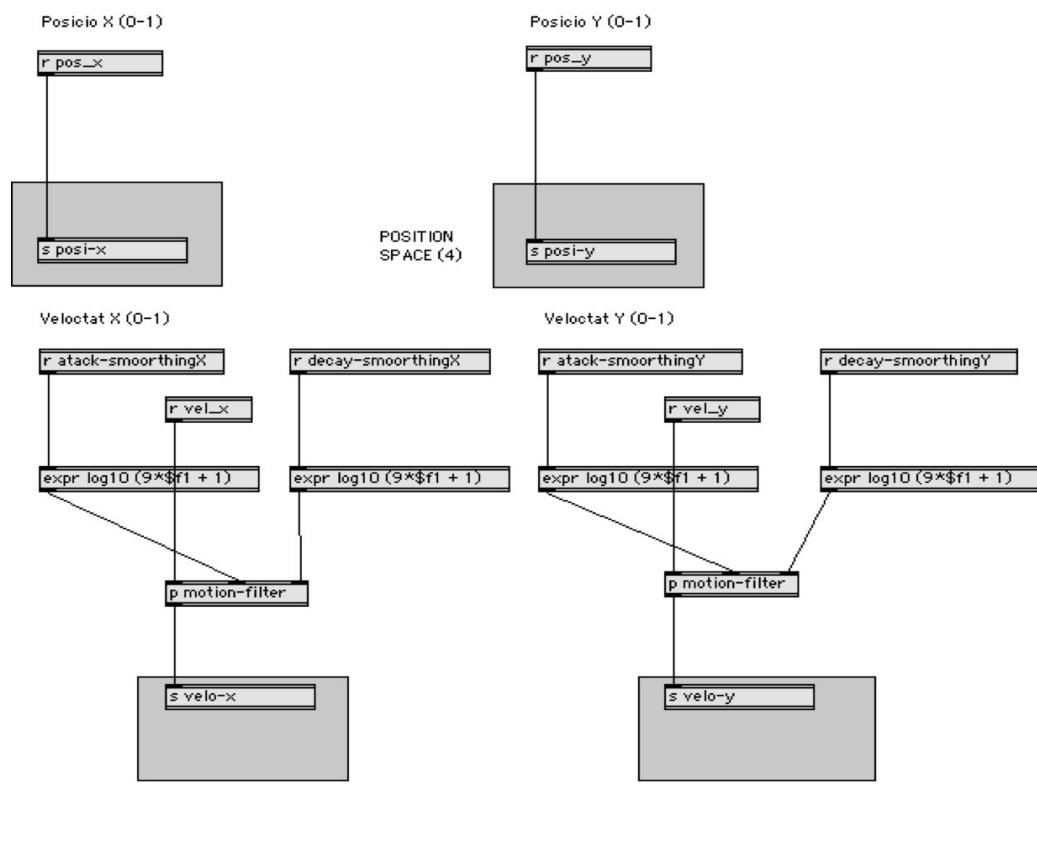 Posicio X (0-1)
Posicio Y (0-1)
r pos_x
r pos_y
s posi-x
POSITION
SPACE (4)
s posi-y
Veloctat X (0-1)
Veloctat Y (0-1)
r atack-smoorthingX
r decay-smoorthingX
r atack-smoorthingY
r decay-smoorthingY
r vel_x
r vel_y
expr log10 (9*$f1 + 1)
expr log10 (9*$f1 + 1)
expr log10 (9*$f1 + 1)
expr log10 (9*$f1 + 1)
p motion-filter
p motion-filter
s velo-x
s velo-y